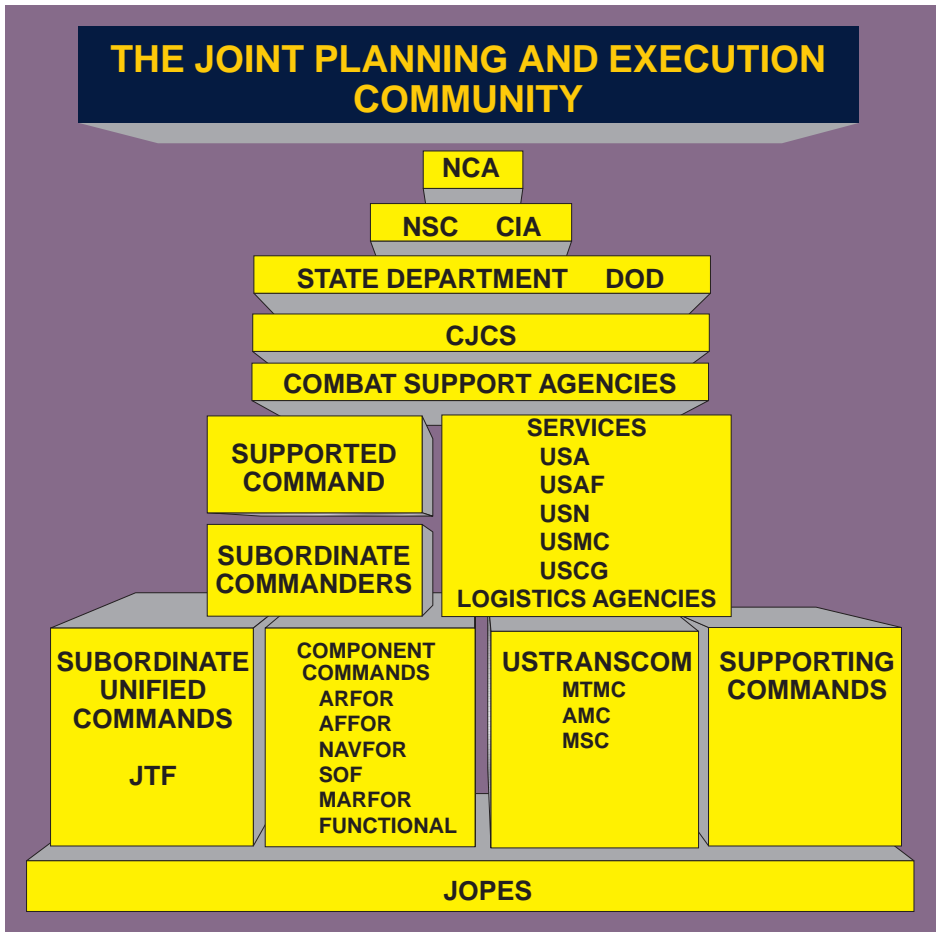 THE JOINT PLANNING AND EXECUTION
COMMUNITY
NCA
NSC CIA
STATE DEPARTMENT DOD
CJCS
COMBAT SUPPORT AGENCIES
SUPPORTED
COMMAND
SUBORDINATE
COMMANDERS
SERVICES
USA
USAF
USN
USMC
USCG
LOGISTICS AGENCIES
SUBORDINATE
UNIFIED
COMMANDS
JTF
COMPONENT
COMMANDS
ARFOR
AFFOR
NAVFOR
SOF
MARFOR
FUNCTIONAL
USTRANSCOM
MTMC
AMC
MSC
SUPPORTING
COMMANDS
JOPES